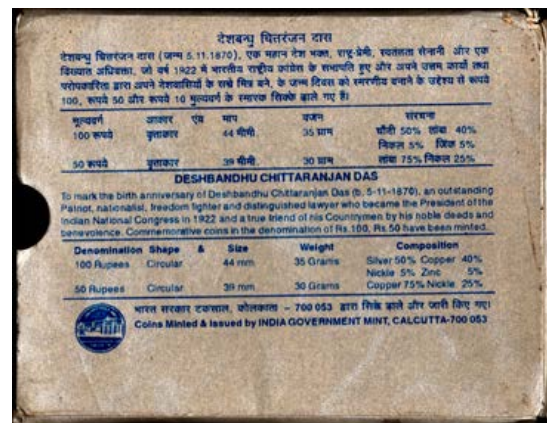 देशबन्धु चित्तरंजन दास
देशबन्धु चित्तरंजन दास (जन्म 5.11.1870), एक महान देश भक्त, राष्ट्र-प्रेमी, स्वतंत्रता सेनानी और एक
विख्यात अधिवक्ता, जो वर्ष 1922 में भारतीय राष्ट्रीय कांग्रेस के सभापति हुए और अपने उत्तम कार्यों तथा
परोपकारिता द्वारा अपने देशवासियों के सच्चे मित्र बने, के जन्म दिवस को स्मरणीय बनाने के उद्देश्य से रूपये
100, रूपये 50 और रूपये 10 मूल्यवर्ग के स्मारक सिक्के ढाले गए हैं।
मूल्यवर्ग आकार एंव माप वजन संरचना
100 रूपये वृत्ताकार 44 मीमी. 35 ग्राम चाँदी 50% तांबा 40%
निकल 5% जिंक 5%
50 रूपये वृत्ताकार 39 मीमी. 30 ग्राम तांबा 75% निकल 25%
DESHBANDHU CHITTARANJAN DAS
To mark the birth anniversary of Deshbandhu Chittaranjan Das (b. 5-11-1870), an outstanding
Patriot, nationalist, freedom fighter and distinguished lawyer who became the President of the
Indian National Congress in 1922 and a true friend of his Countrymen by his noble deeds and
benevolence. Commemorative coins in the denomination of Rs.100, Rs.50 have been minted.
Denomination Shape & Size Weight Composition
100 Rupees Circular 44 mm 35 Grams Silver 50% Copper 40%
Nickle 5% Zinc 5%
50 Rupees Circular 39 mm 30 Grams Copper 75% Nickle 25%
भारत सरकार टकसाल, कोलकाता - 700 053 द्वारा सिक्के ढाले और जारी किए गए।
Coins Minted & Issued by INDIA GOVERNMENT MINT, CALCUTTA-700 053